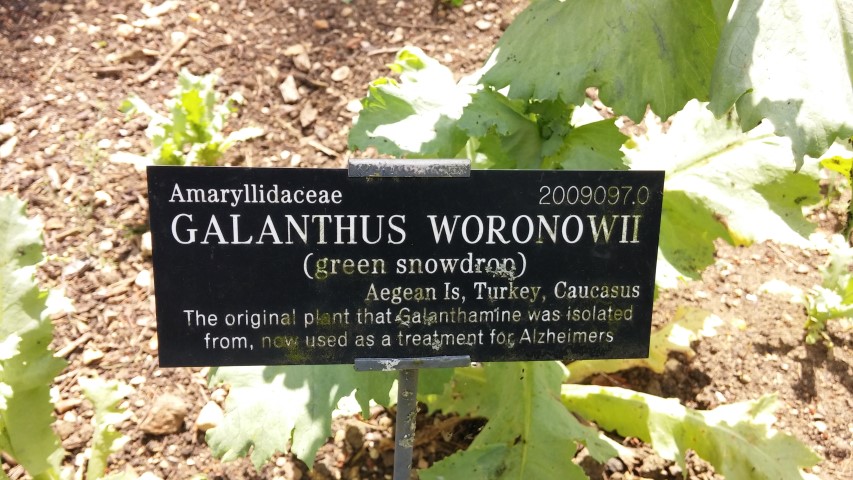 Amaryllidaceae 2009097.0
GALANTHUS WORONOWII
(green snowdrop)
Aegean Is, Turkey, Caucasus
The original plant that Galanthamine was isolated
from, now used as a treatment for Alzheimers